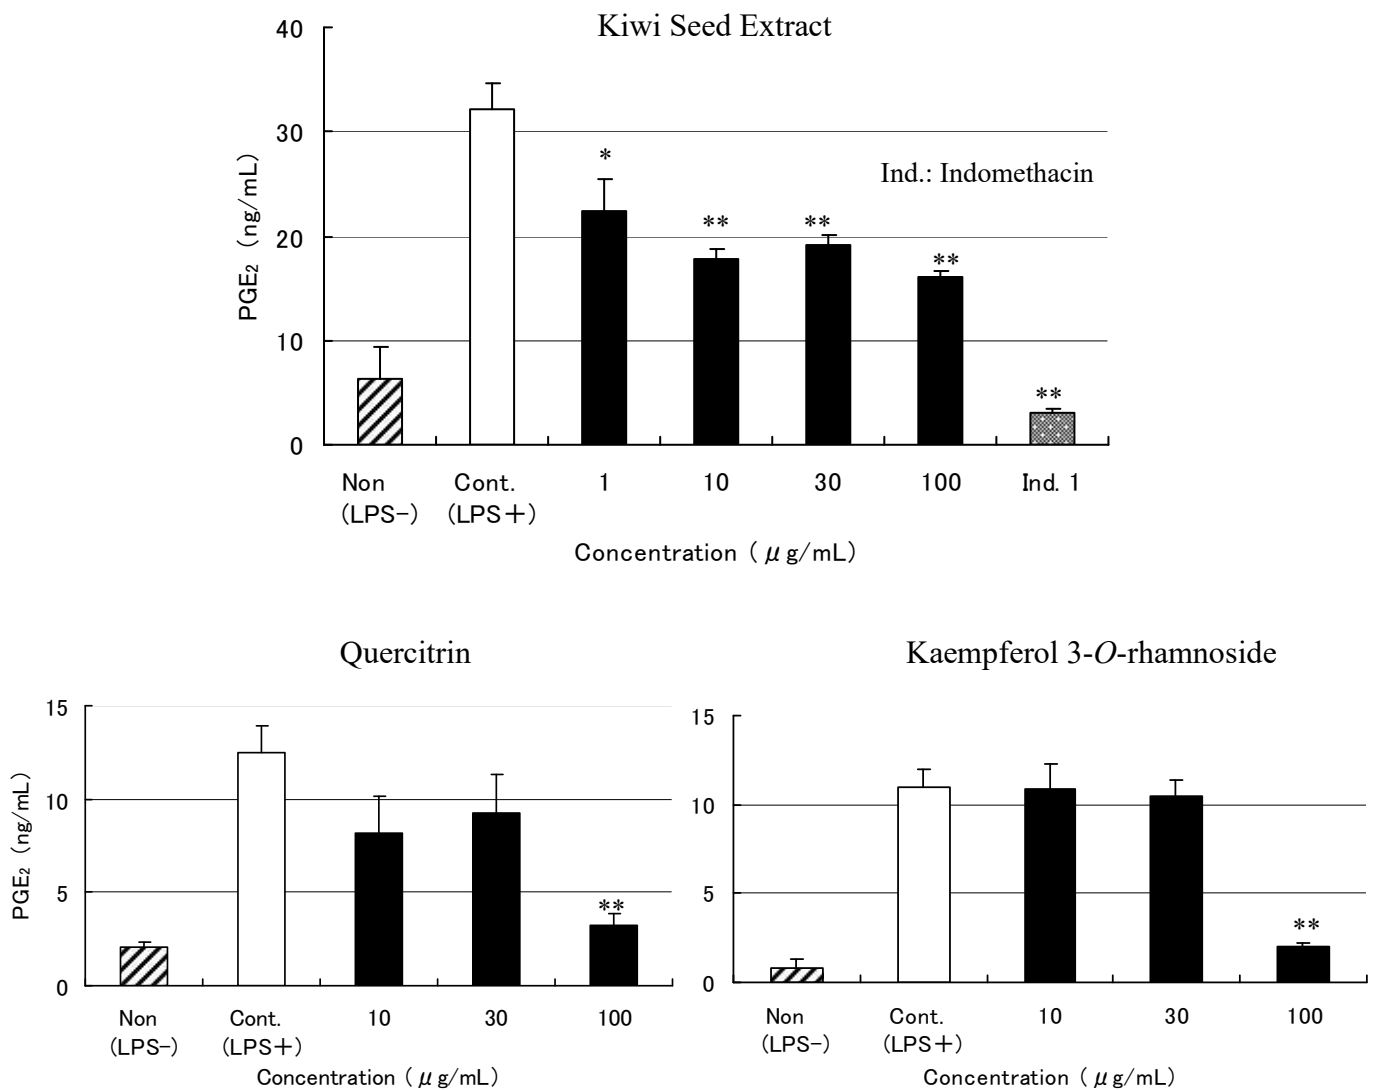 Kiwi Seed Extract
40
30
20
10
0
PGE₂ (ng/mL)
Ind.: Indomethacin
*
**
**
**
**
Non Cont. 1 10 30 100 Ind. 1
(LPS-) (LPS+)
Concentration (μg/mL)
Quercitrin
15
10
5
0
PGE₂ (ng/mL)
**
Non Cont. 10 30 100
(LPS-) (LPS+)
Concentration (μg/mL)
Kaempferol 3-O-rhamnoside
15
10
5
0
**
Non Cont. 10 30 100
(LPS-) (LPS+)
Concentration (μg/mL)